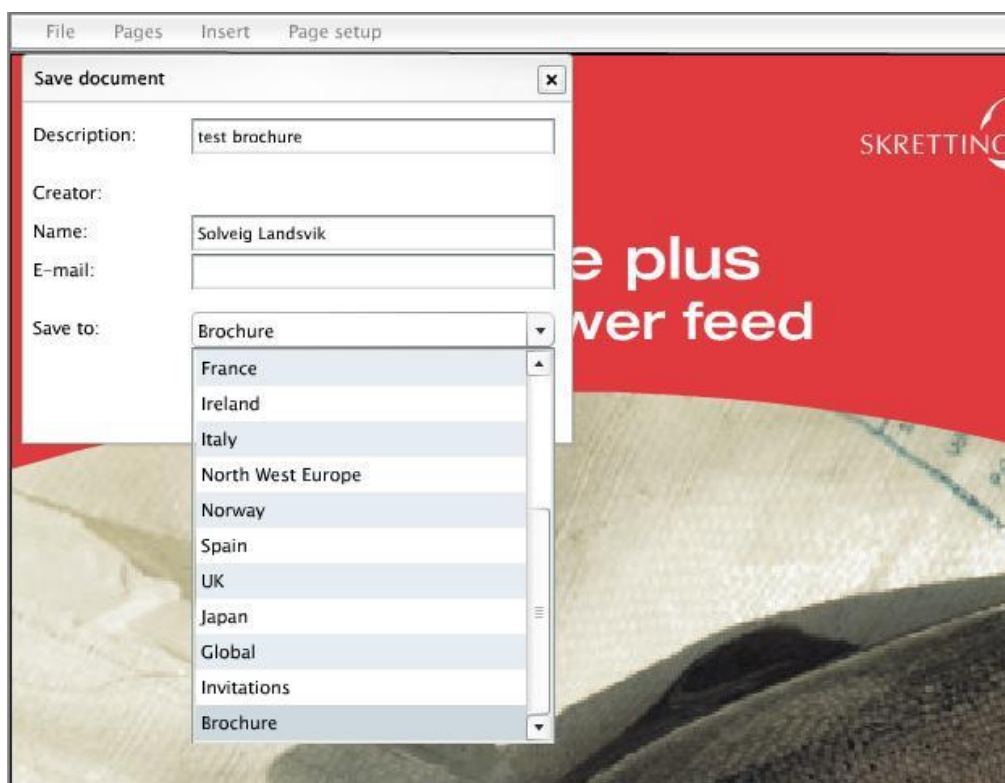 File Pages Insert Page setup
Save document
Description: test brochure
Creator:
Name: Solveig Landsvik
E-mail:
Save to: Brochure
France
Ireland
Italy
North West Europe
Norway
Spain
UK
Japan
Global
Invitations
Brochure
SKRETTING
e plus
wer feed